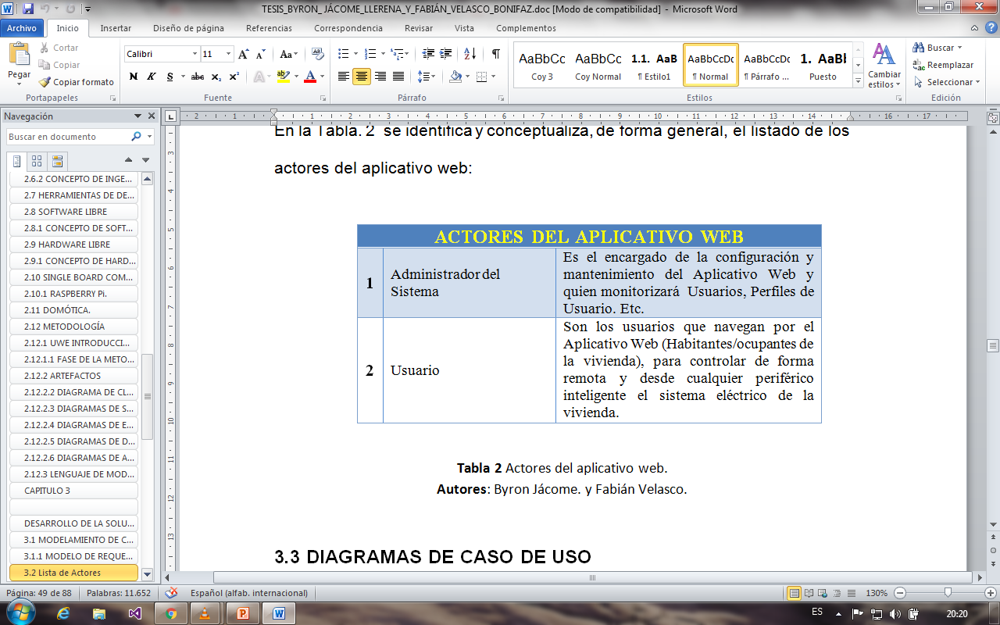 TESIS_BYRON_JÁCOME_LLERENA_Y_FABIÁN_VELASCO_BONIFAZ.doc [Modo de compatibilidad] - Microsoft Word
Archivo Inicio Insertar Diseño de página Referencias Correspondencia Revisar Vista Complementos
Pegar
Cortar
Copiar
Copiar formato
Portapapeles
Calibri 11
N K S abc x₂ x²
Fuente
Párrafo
AaBbCc AaBbCc 1.1. AaB AaBbCcDc AaBbCcDc 1. AaBb
Coy 3 Coy Normal ¶ Estilo1 ¶ Normal ¶ Párrafo ... Puesto
Cambiar
estilos
Estilos
Buscar
Reemplazar
Seleccionar
Edición
Navegación
Buscar en documento
2.6.2 CONCEPTO DE INGE...
2.7 HERRAMIENTAS DE DE...
2.8 SOFTWARE LIBRE
2.8.1 CONCEPTO DE SOFT...
2.9 HARDWARE LIBRE
2.9.1 CONCEPTO DE HARD...
2.10 SINGLE BOARD COM...
2.10.1 RASPBERRY Pi.
2.11 DOMÓTICA.
2.12 METODOLOGÍA
2.12.1 UWE INTRODUCCI...
2.12.1.1 FASE DE LA METO...
2.12.2 ARTEFACTOS
2.12.2.2 DIAGRAMA DE CL...
2.12.2.3 DIAGRAMAS DE S...
2.12.2.4 DIAGRAMAS DE E...
2.12.2.5 DIAGRAMAS DE D...
2.12.2.6 DIAGRAMAS DE A...
2.12.3 LENGUAJE DE MOD...
CAPITULO 3
DESARROLLO DE LA SOLU...
3.1 MODELAMIENTO DE C...
3.1.1 MODELO DE REQUE...
3.2 Lista de Actores
En la Tabla. 2 se identifica y conceptualiza, de forma general, el listado de los
actores del aplicativo web:
ACTORES DEL APLICATIVO WEB
1
Administrador del
Sistema
Es el encargado de la configuración y
mantenimiento del Aplicativo Web y
quien monitorizará Usuarios, Perfiles de
Usuario. Etc.
2
Usuario
Son los usuarios que navegan por el
Aplicativo Web (Habitantes/ocupantes de
la vivienda), para controlar de forma
remota y desde cualquier periférico
inteligente el sistema eléctrico de la
vivienda.
Tabla 2 Actores del aplicativo web.
Autores: Byron Jácome. y Fabián Velasco.
3.3 DIAGRAMAS DE CASO DE USO
Página: 49 de 88 Palabras: 11.652 Español (alfab. internacional) 130%
ES 20:20